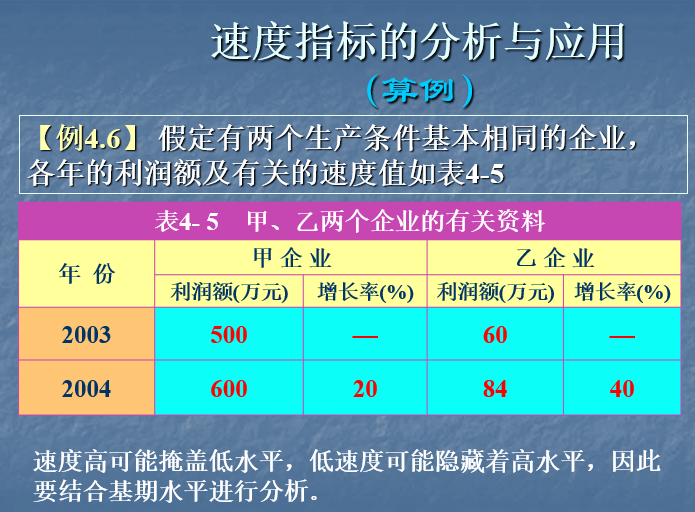 速度指标的分析与应用
(算例)
【例4.6】 假定有两个生产条件基本相同的企业，
各年的利润额及有关的速度值如表4-5
表4- 5 甲、乙两个企业的有关资料
年 份 甲 企 业 乙 企 业
利润额(万元) 增长率(%) 利润额(万元) 增长率(%)
2003 500 — 60 —
2004 600 20 84 40
速度高可能掩盖低水平，低速度可能隐藏着高水平，因此
要结合基期水平进行分析。